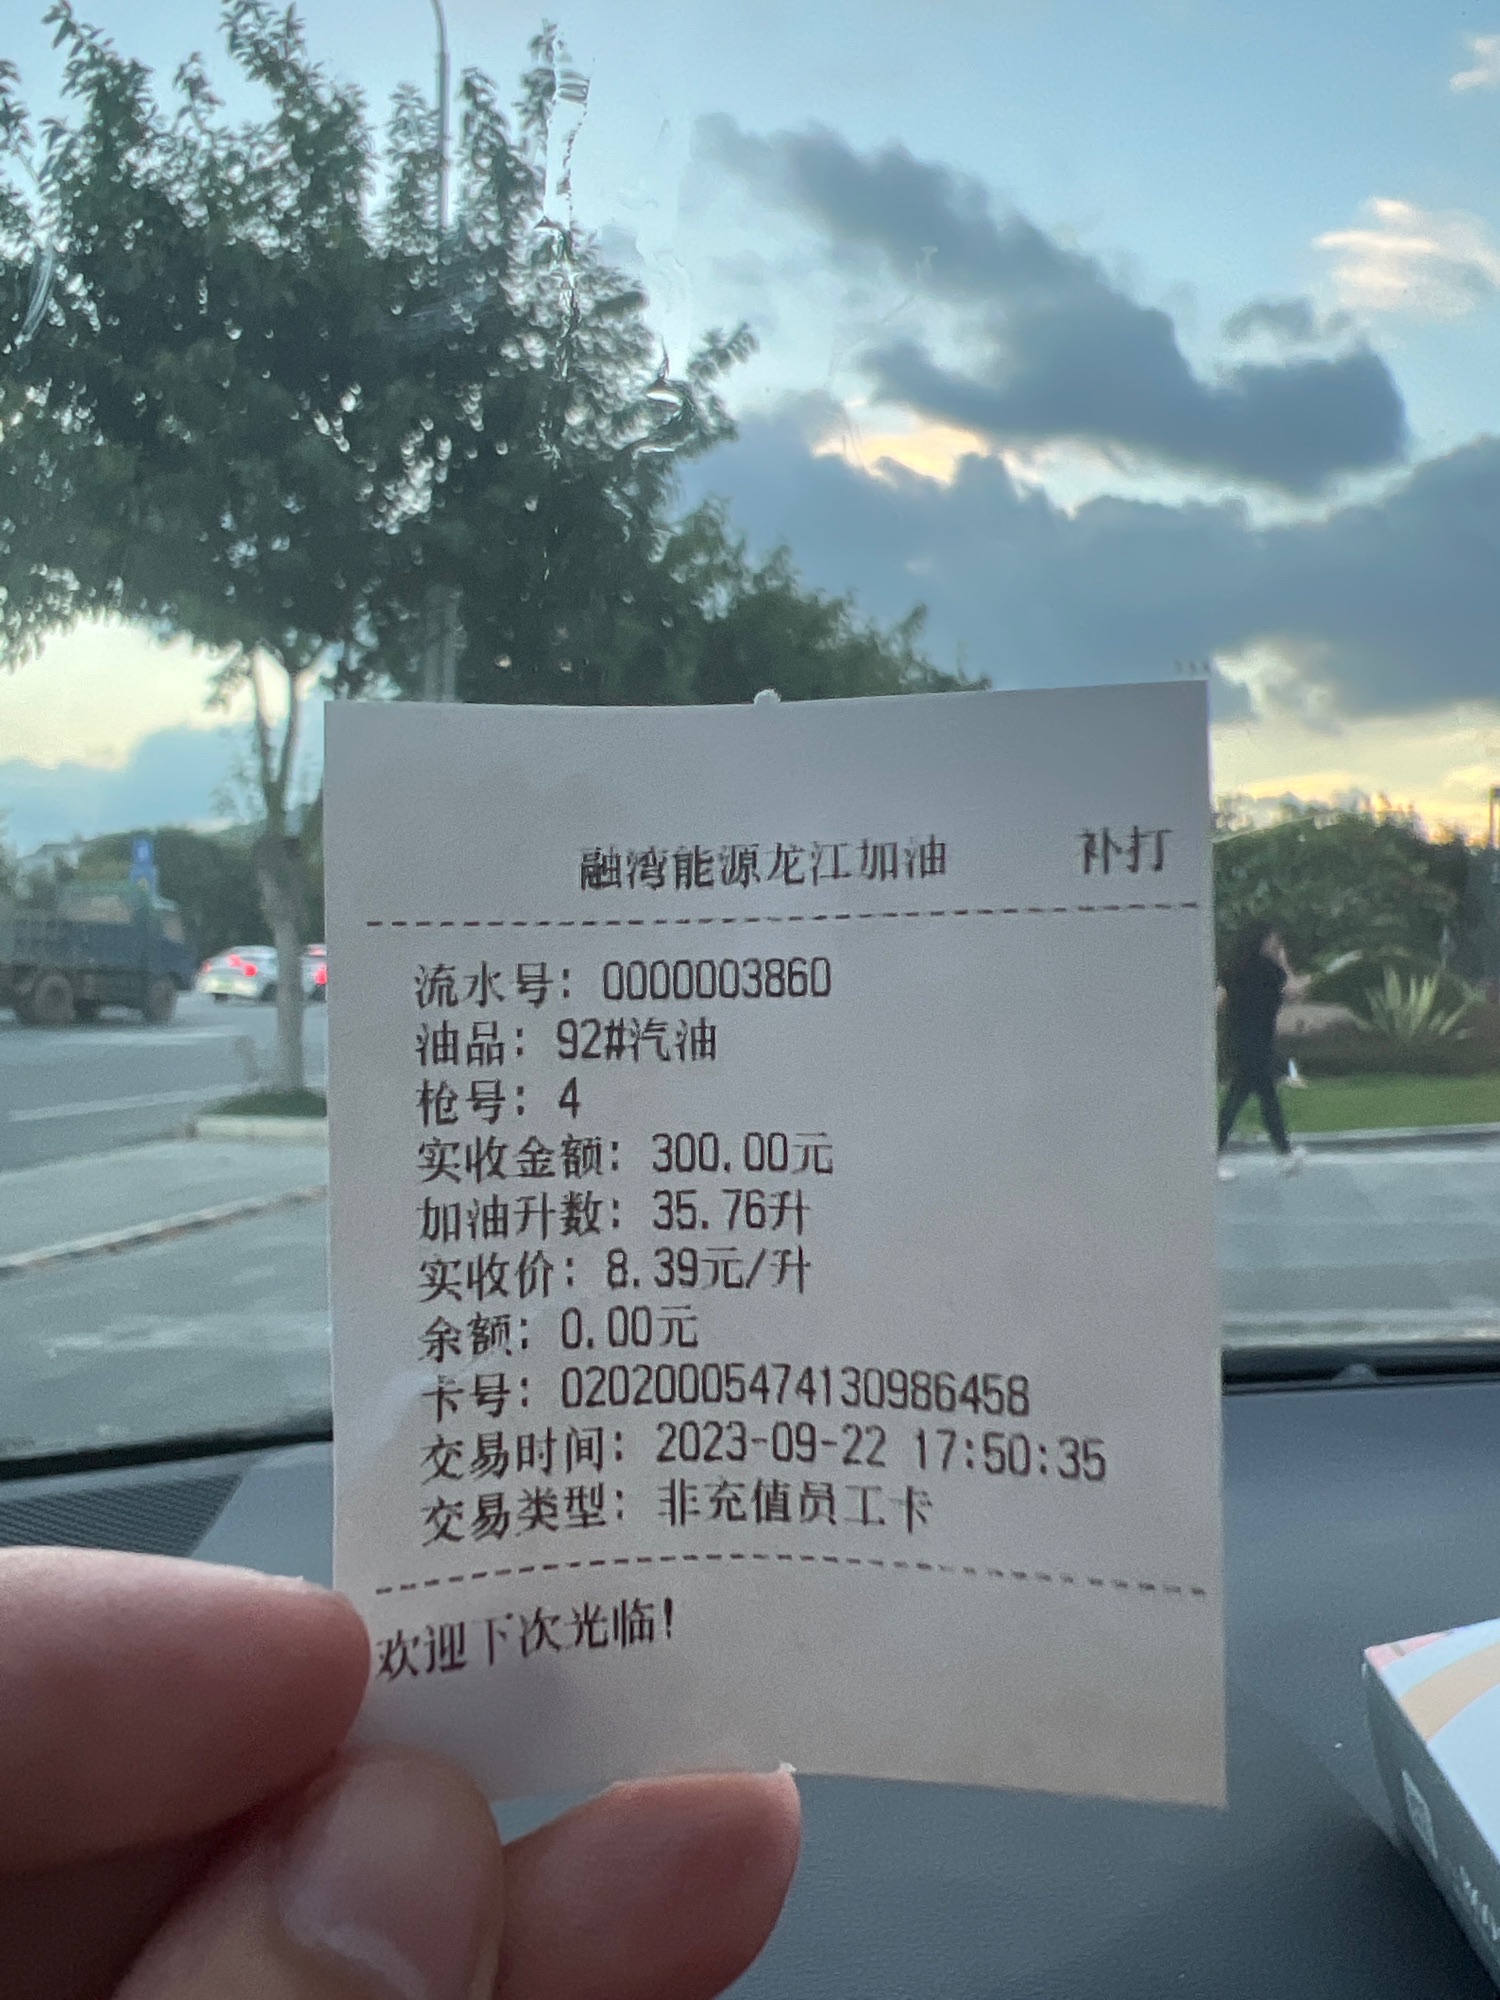 融湾能源龙江加油 补打
流水号：0000003860
油品：92#汽油
枪号：4
实收金额：300.00元
加油升数：35.76升
实收价：8.39元/升
余额：0.00元
卡号：02020005474130986458
交易时间：2023-09-22 17:50:35
交易类型：非充值员工卡
欢迎下次光临！